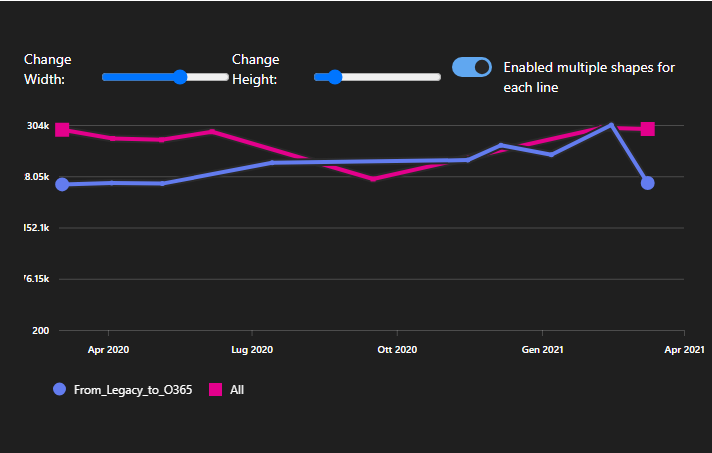 Change
Width:
Change
Height:
Enabled multiple shapes for
each line
304k
8.05k
152.1k
76.15k
200
Apr 2020
Lug 2020
Ott 2020
Gen 2021
Apr 2021
From_Legacy_to_O365
All